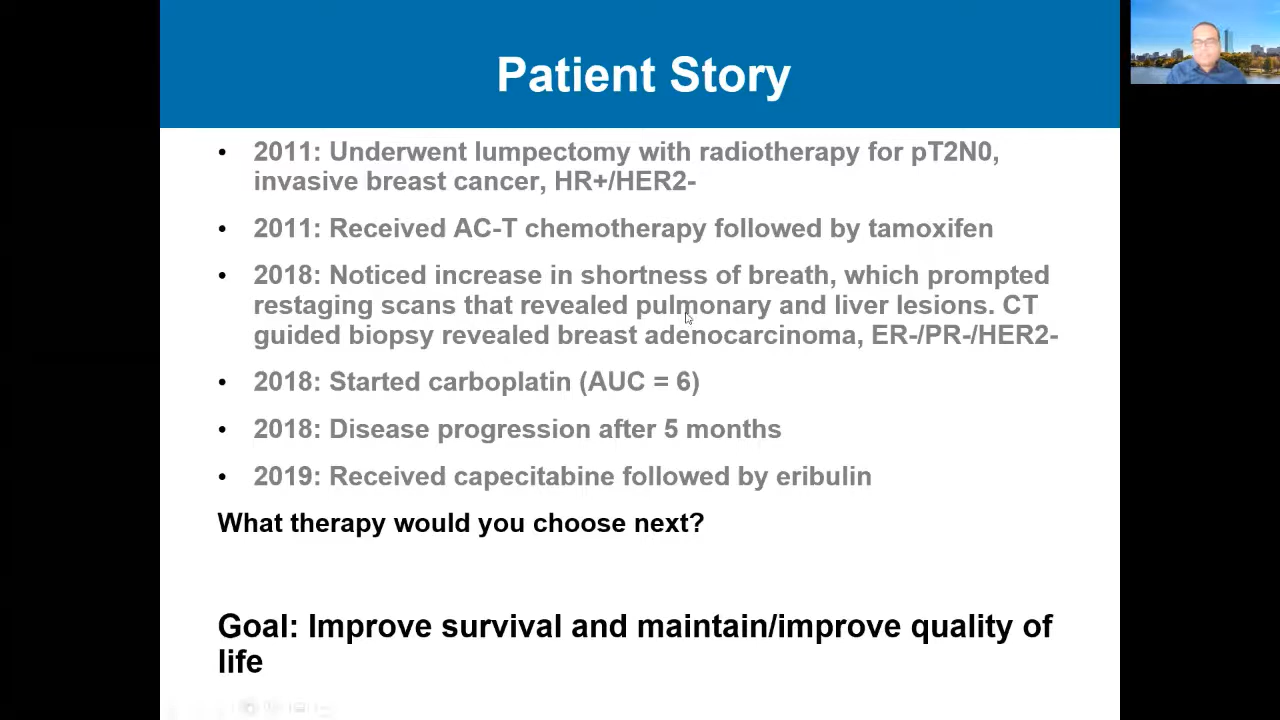 Patient Story
• 2011: Underwent lumpectomy with radiotherapy for pT2N0,
invasive breast cancer, HR+/HER2-
• 2011: Received AC-T chemotherapy followed by tamoxifen
• 2018: Noticed increase in shortness of breath, which prompted
restaging scans that revealed pulmonary and liver lesions. CT
guided biopsy revealed breast adenocarcinoma, ER-/PR-/HER2-
• 2018: Started carboplatin (AUC = 6)
• 2018: Disease progression after 5 months
• 2019: Received capecitabine followed by eribulin
What therapy would you choose next?
Goal: Improve survival and maintain/improve quality of
life